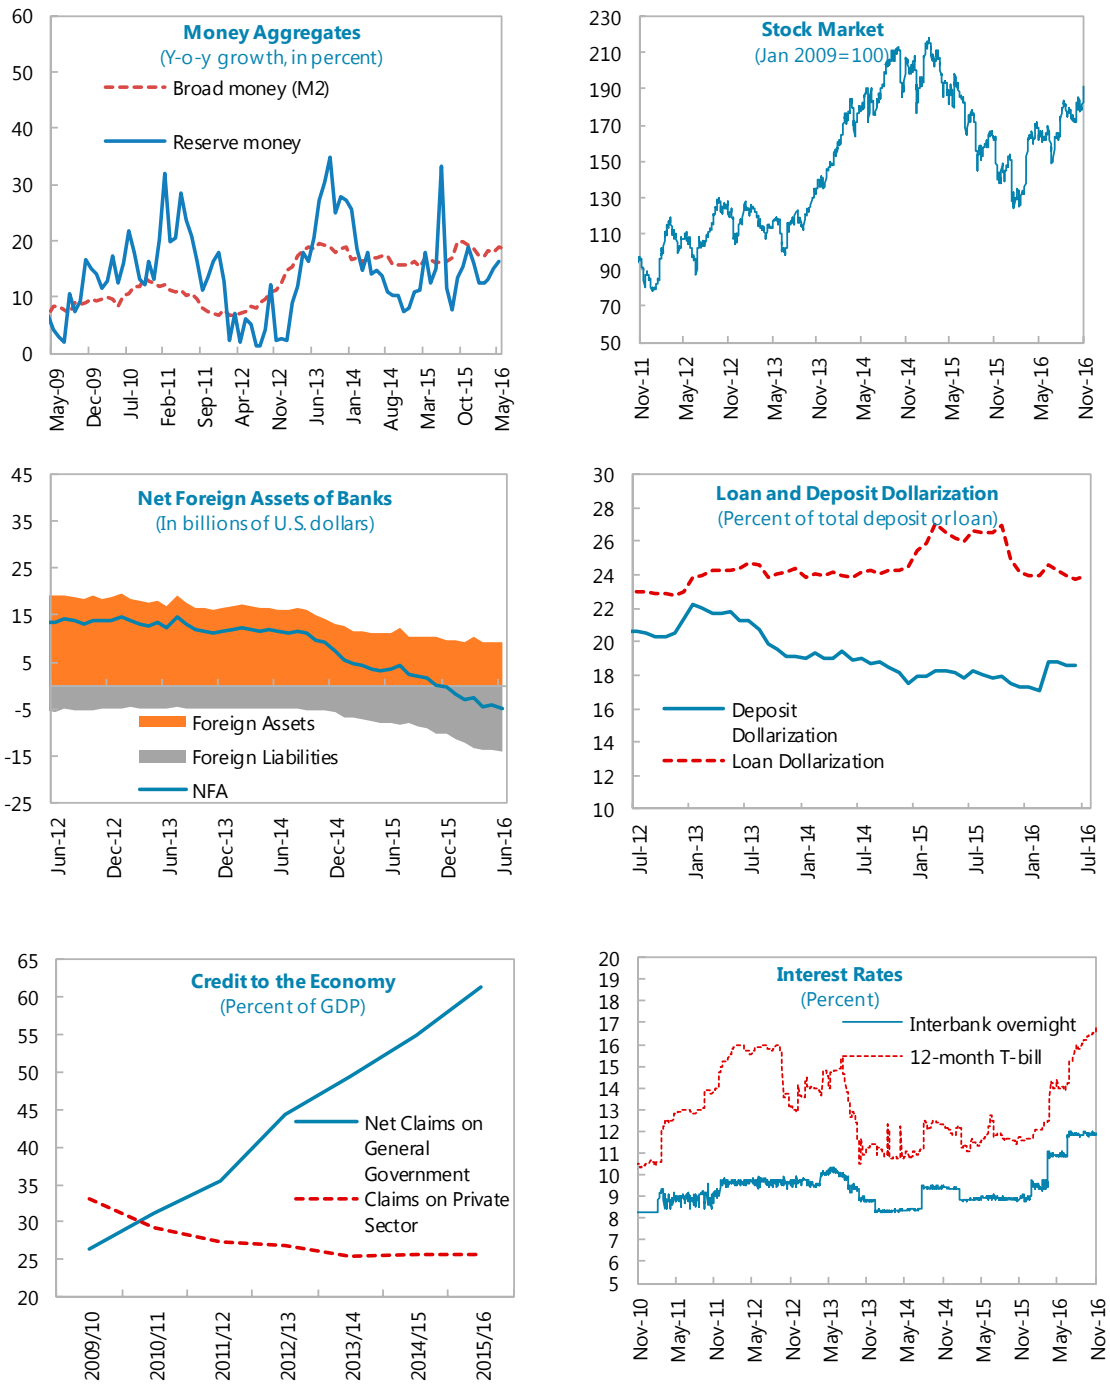 Money Aggregates
(Y-o-y growth, in percent)
Broad money (M2)
Reserve money
60
50
40
30
20
10
0
May-09
Dec-09
Jul-10
Feb-11
Sep-11
Apr-12
Nov-12
Jun-13
Jan-14
Aug-14
Mar-15
Oct-15
May-16
Stock Market
(Jan 2009=100)
230
210
190
170
150
130
110
90
70
50
Nov-11
May-12
Nov-12
May-13
Nov-13
May-14
Nov-14
May-15
Nov-15
May-16
Nov-16
Net Foreign Assets of Banks
(In billions of U.S. dollars)
45
35
25
15
5
-5
-15
-25
Foreign Assets
Foreign Liabilities
NFA
Jun-12
Dec-12
Jun-13
Dec-13
Jun-14
Dec-14
Jun-15
Dec-15
Jun-16
Loan and Deposit Dollarization
(Percent of total deposit or loan)
30
28
26
24
22
20
18
16
14
12
10
Deposit
Dollarization
Loan Dollarization
Jul-12
Jan-13
Jul-13
Jan-14
Jul-14
Jan-15
Jul-15
Jan-16
Jul-16
Credit to the Economy
(Percent of GDP)
65
60
55
50
45
40
35
30
25
20
Net Claims on
General
Government
Claims on Private
Sector
2009/10
2010/11
2011/12
2012/13
2013/14
2014/15
2015/16
Interest Rates
(Percent)
Interbank overnight
12-month T-bill
20
19
18
17
16
15
14
13
12
11
10
9
8
7
6
5
Nov-10
May-11
Nov-11
May-12
Nov-12
May-13
Nov-13
May-14
Nov-14
May-15
Nov-15
May-16
Nov-16